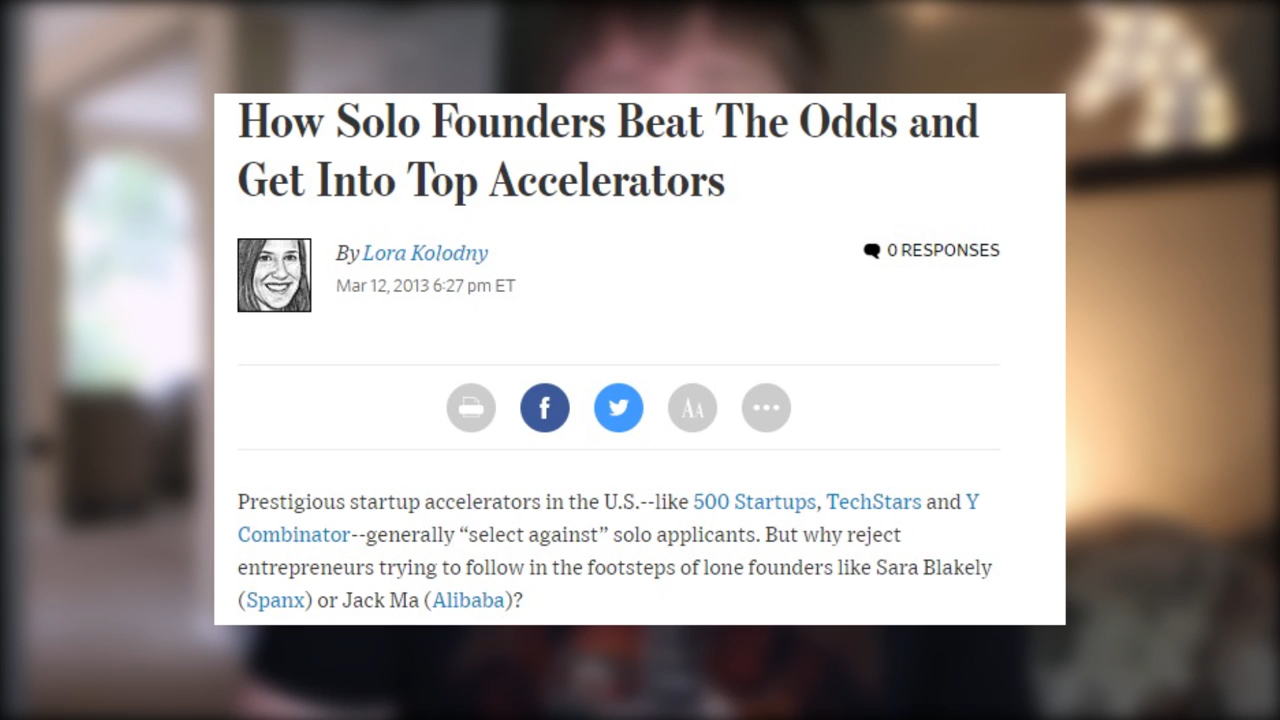 How Solo Founders Beat The Odds and
Get Into Top Accelerators
By Lora Kolodny
0 RESPONSES
Mar 12, 2013 6:27 pm ET
f
AA
Prestigious startup accelerators in the U.S.--like 500 Startups, TechStars and Y
Combinator--generally “select against” solo applicants. But why reject
entrepreneurs trying to follow in the footsteps of lone founders like Sara Blakely
(Spanx) or Jack Ma (Alibaba)?